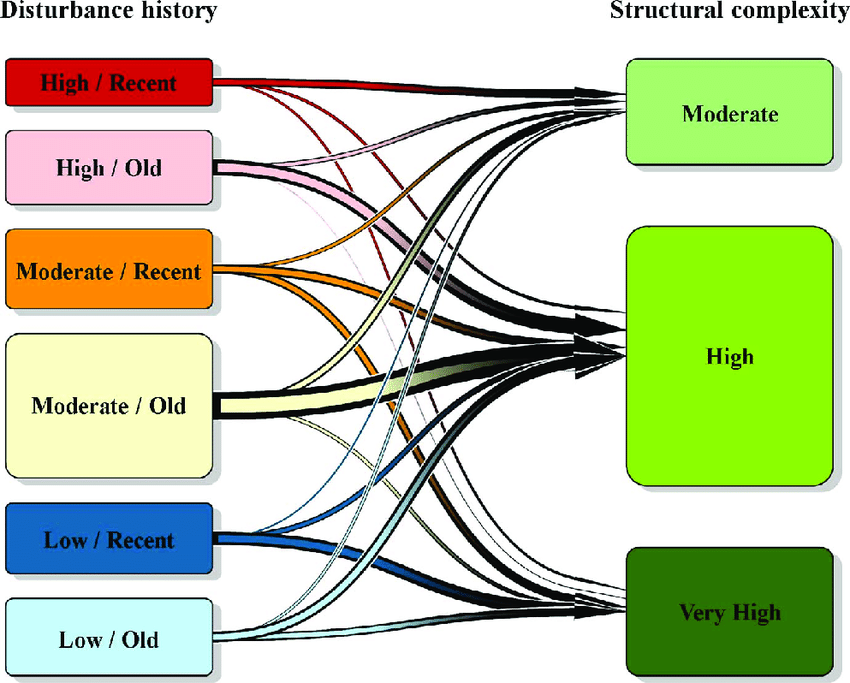 Disturbance history
Structural complexity
High / Recent
High / Old
Moderate / Recent
Moderate / Old
Low / Recent
Low / Old
Moderate
High
Very High